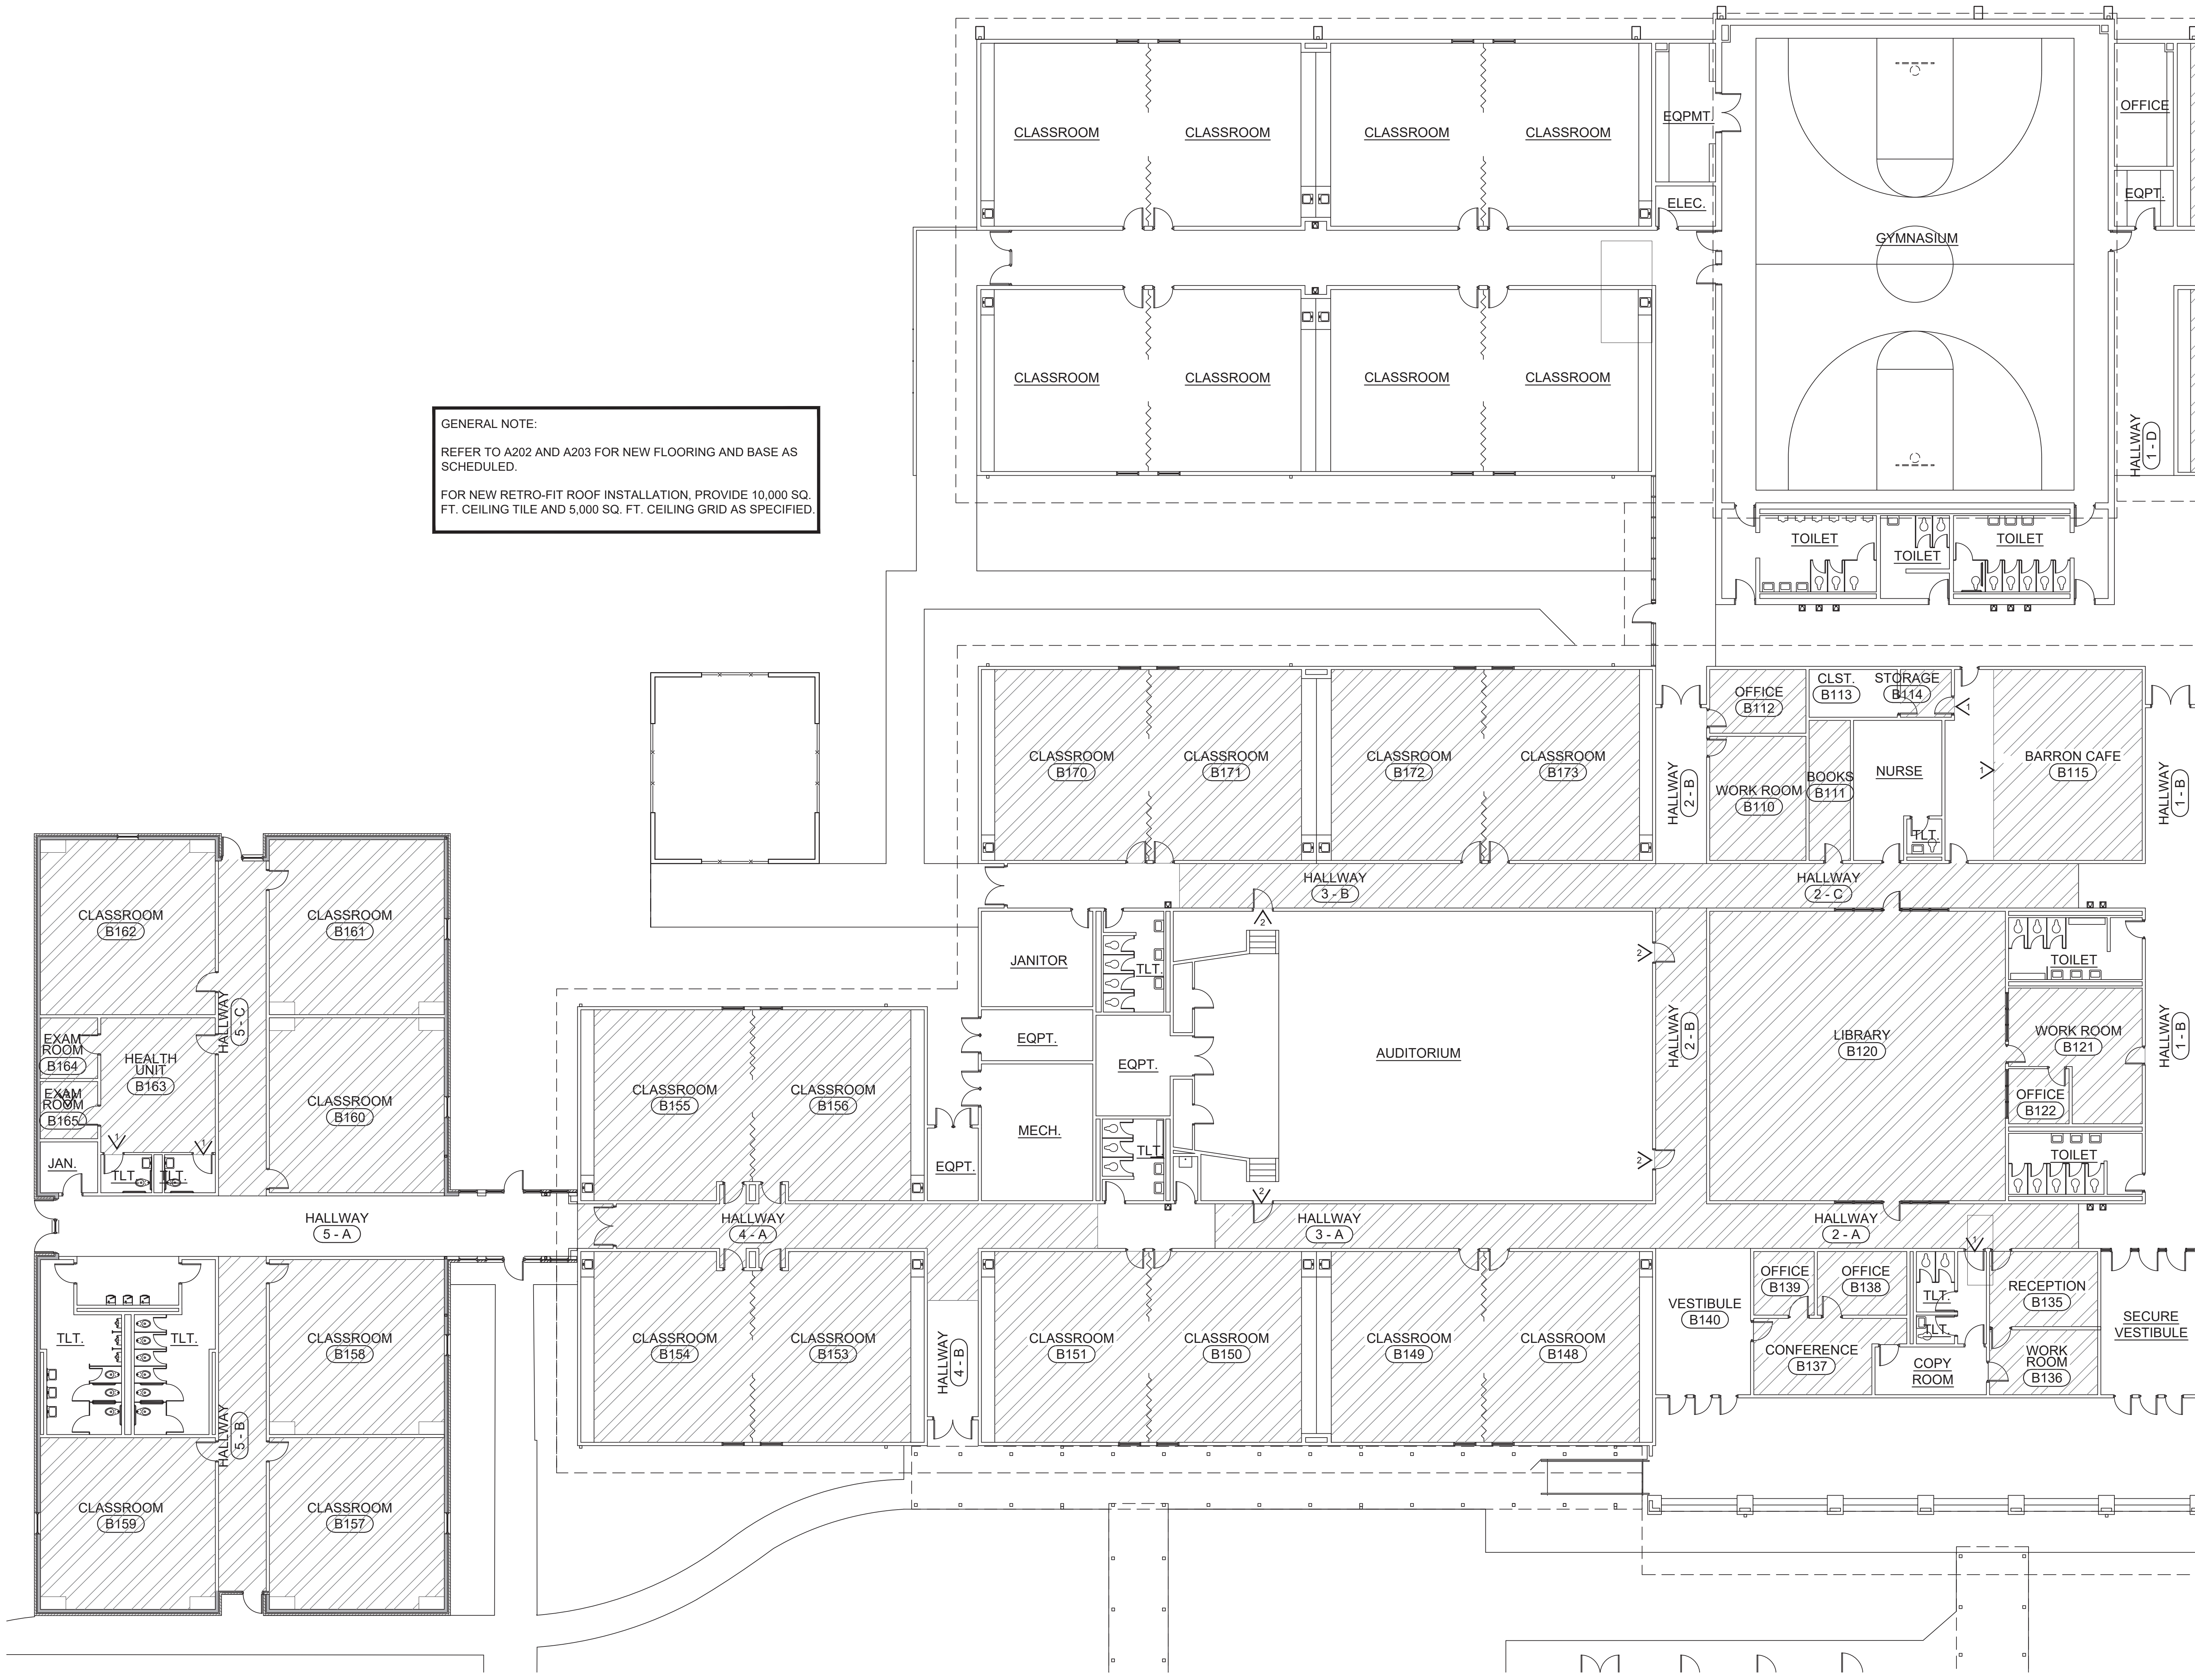 GENERAL NOTE:
REFER TO A202 AND A203 FOR NEW FLOORING AND BASE AS
SCHEDULED.
FOR NEW RETRO-FIT ROOF INSTALLATION, PROVIDE 10,000 SQ.
FT. CEILING TILE AND 5,000 SQ. FT. CEILING GRID AS SPECIFIED.
CLASSROOM
CLASSROOM
CLASSROOM
CLASSROOM
EQPMT.
ELEC.
OFFICE
EQPT.
GYMNASIUM
CLASSROOM
CLASSROOM
CLASSROOM
CLASSROOM
HALLWAY
1 - D
TOILET
TOILET
TOILET
CLASSROOM
B170
CLASSROOM
B171
CLASSROOM
B172
CLASSROOM
B173
HALLWAY
2 - B
OFFICE
B112
CLST.
B113
STORAGE
B114
1
WORK ROOM
B110
BOOKS
B111
NURSE
TLT.
1
BARRON CAFE
B115
HALLWAY
1 - B
HALLWAY
3 - B
HALLWAY
2 - C
CLASSROOM
B162
CLASSROOM
B161
HALLWAY
5 - C
EXAM
ROOM
B164
EXAM
ROOM
B165
HEALTH
UNIT
B163
1
1
CLASSROOM
B160
JAN.
TLT.
TLT.
JANITOR
TLT.
EQPT.
EQPT.
MECH.
EQPT.
TLT.
2
2
2
2
AUDITORIUM
HALLWAY
2 - B
LIBRARY
B120
TOILET
WORK ROOM
B121
OFFICE
B122
TOILET
HALLWAY
1 - B
CLASSROOM
B155
CLASSROOM
B156
HALLWAY
5 - A
HALLWAY
4 - A
HALLWAY
3 - A
HALLWAY
2 - A
1
TLT.
TLT.
CLASSROOM
B158
HALLWAY
5 - B
CLASSROOM
B159
CLASSROOM
B157
CLASSROOM
B154
CLASSROOM
B153
HALLWAY
4 - B
CLASSROOM
B151
CLASSROOM
B150
CLASSROOM
B149
CLASSROOM
B148
VESTIBULE
B140
OFFICE
B139
OFFICE
B138
CONFERENCE
B137
TLT.
TLT.
COPY
ROOM
RECEPTION
B135
WORK
ROOM
B136
SECURE
VESTIBULE